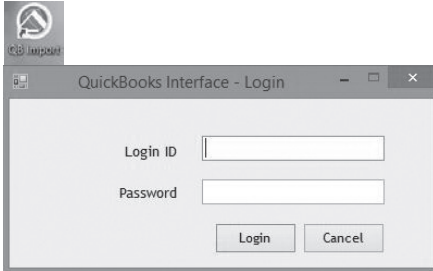 QB Import
QuickBooks Interface - Login
Login ID
Password
Login Cancel